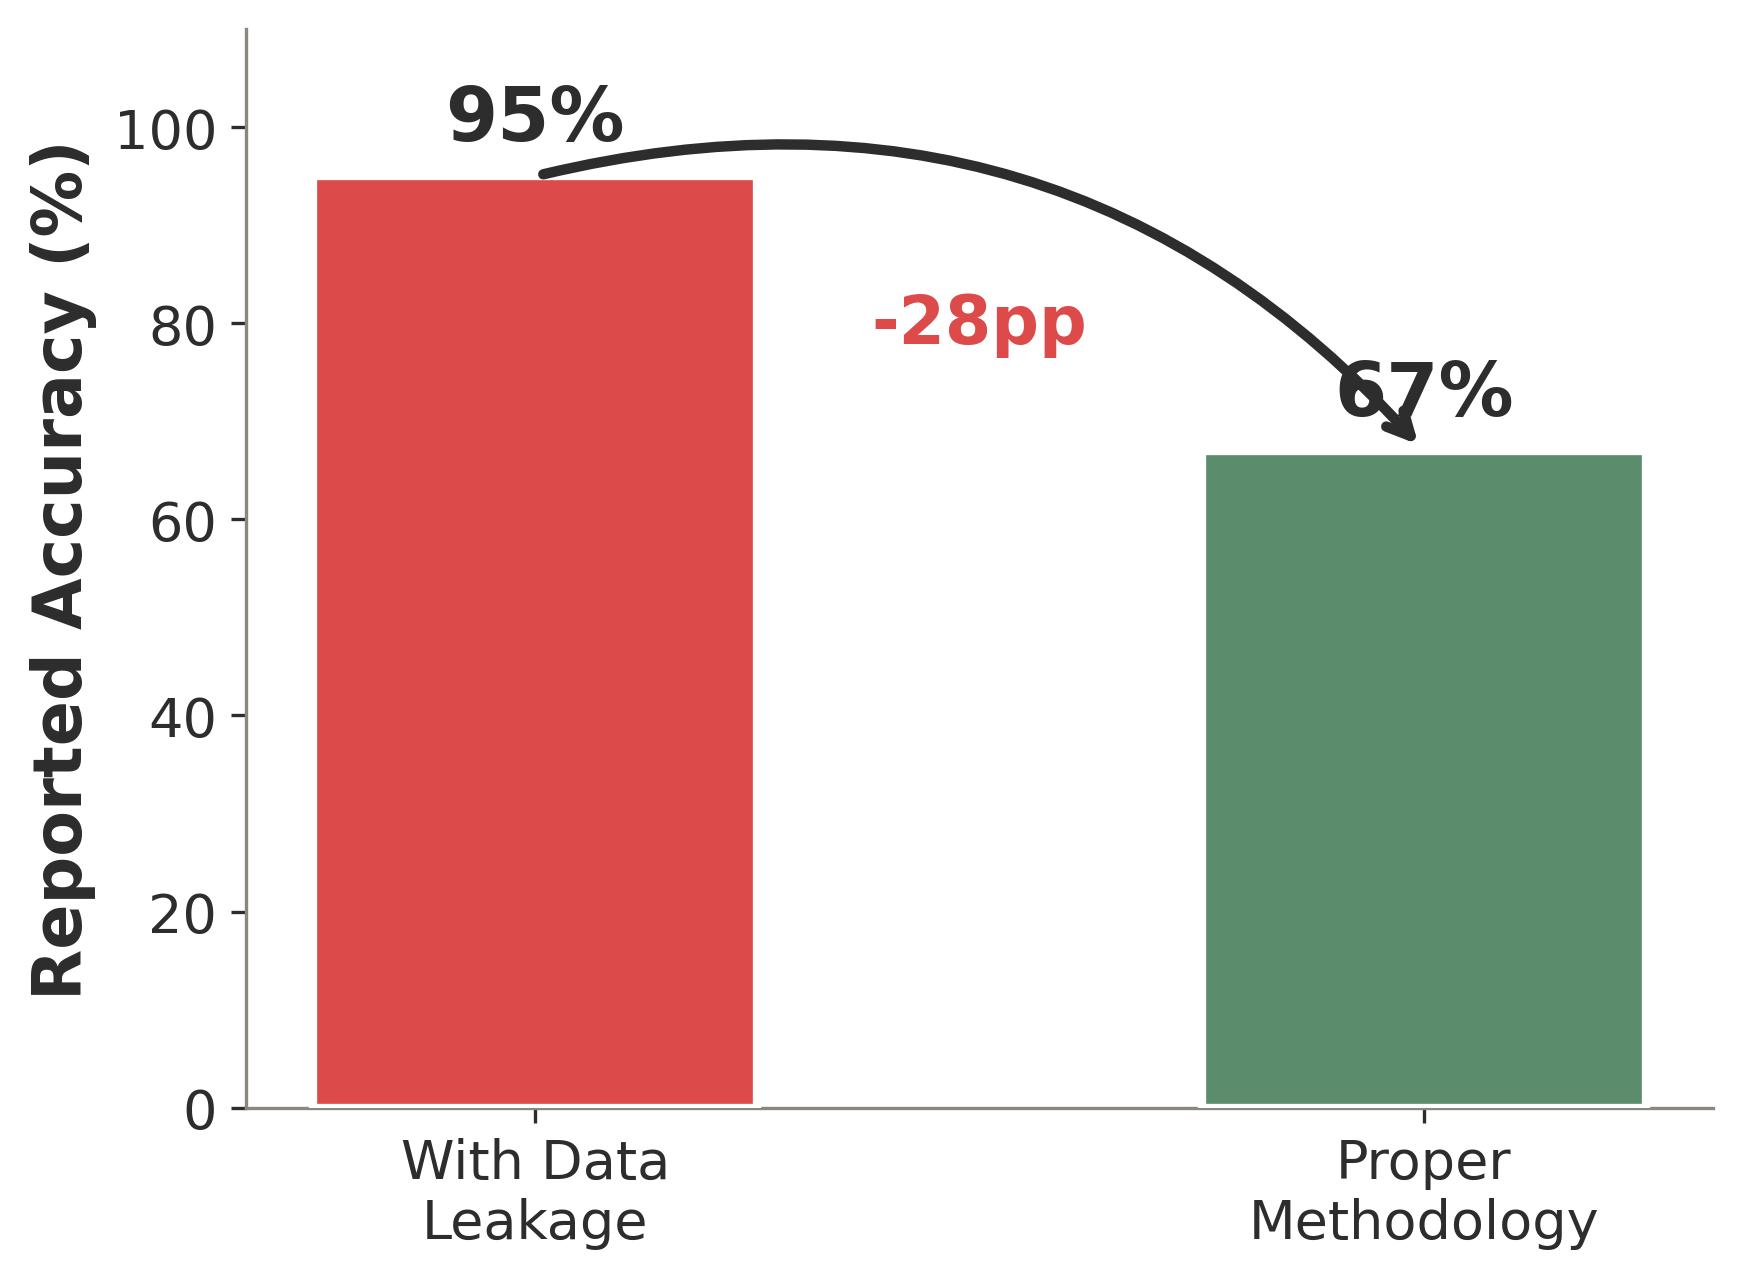 Reported Accuracy (%)
100
80
60
40
20
0
95%
-28pp
67%
With Data
Leakage
Proper
Methodology